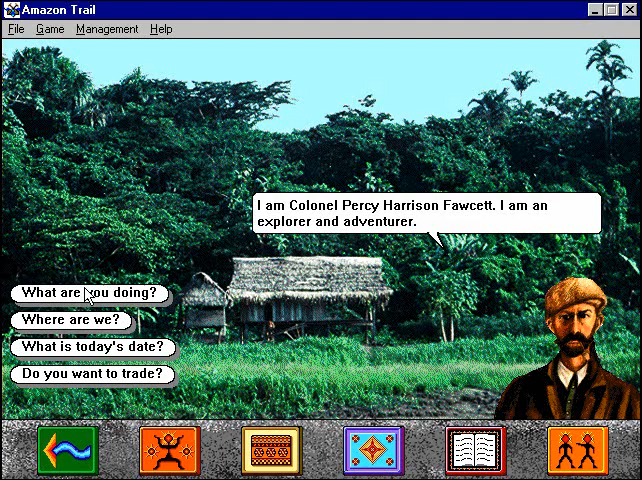 Amazon Trail
File Game Management Help
I am Colonel Percy Harrison Fawcett. I am an
explorer and adventurer.
What are you doing?
Where are we?
What is today's date?
Do you want to trade?